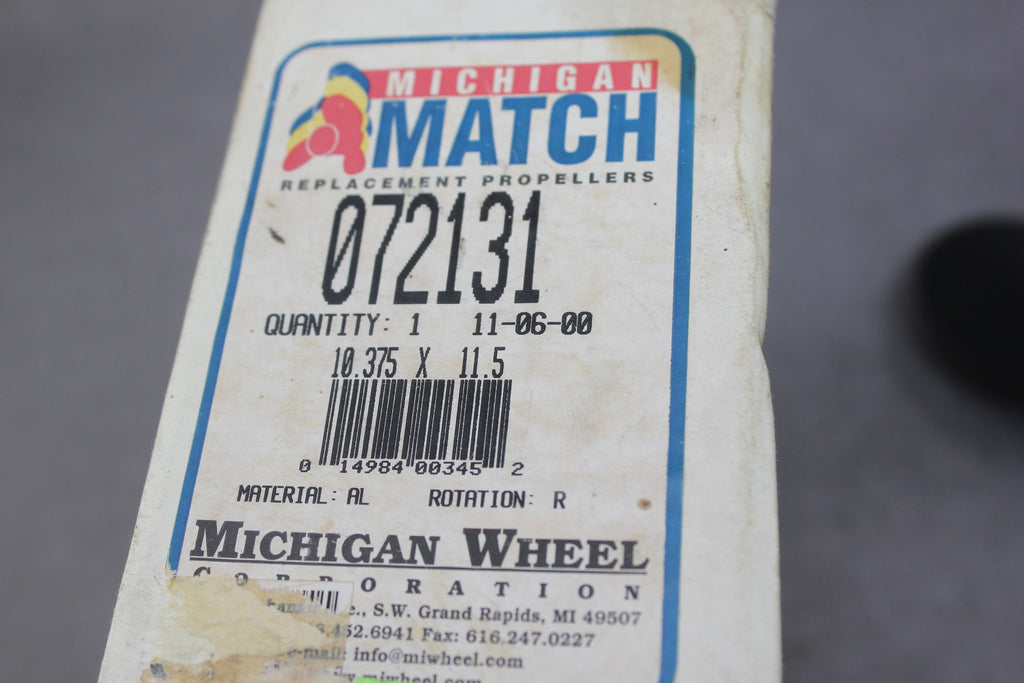 MICHIGAN
MATCH
REPLACEMENT PROPELLERS
072131
QUANTITY: 1 11-06-00
10.375 X 11.5
0 14984 00345 2
MATERIAL: AL ROTATION: R
MICHIGAN WHEEL
CORPORATION
S.W. Grand Rapids, MI 49507
.452.6941 Fax: 616.247.0227
e-mail: info@miwheel.com
miwheel.com